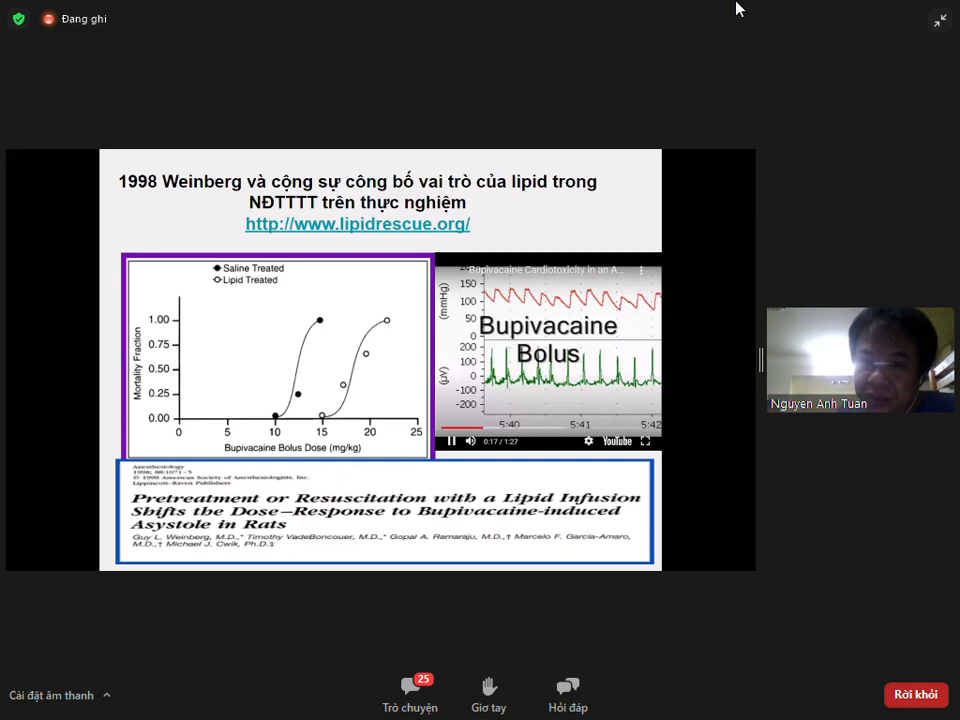 Đang ghi
1998 Weinberg và cộng sự công bố vai trò của lipid trong
NĐTTTT trên thực nghiệm
http://www.lipidrescue.org/
Saline Treated
Lipid Treated
1.00
0.75
0.50
0.25
0.00
Mortality Fraction
0 5 10 15 20 25
Bupivacaine Bolus Dose (mg/kg)
Bupivacaine Cardiotoxicity in an A...
(mmHg)
150
100
50
0
Bupivacaine
Bolus
(µV)
200
100
0
-100
-200
5:40 5:41 5:42
0:17 / 1:27
YouTube
Anesthesiology
1998; 88:1071–5
© 1998 American Society of Anesthesiologists, Inc.
Lippincott–Raven Publishers
Pretreatment or Resuscitation with a Lipid Infusion
Shifts the Dose–Response to Bupivacaine-induced
Asystole in Rats
Guy L. Weinberg, M.D.,* Timothy VadeBoncouer, M.D.,* Gopal A. Ramaraju, M.D.,† Marcelo F. Garcia-Amaro,
M.D.,† Michael J. Cwik, Ph.D.‡
Nguyen Anh Tuan
Cài đặt âm thanh
25
Trò chuyện
Giơ tay
Hỏi đáp
Rời khỏi